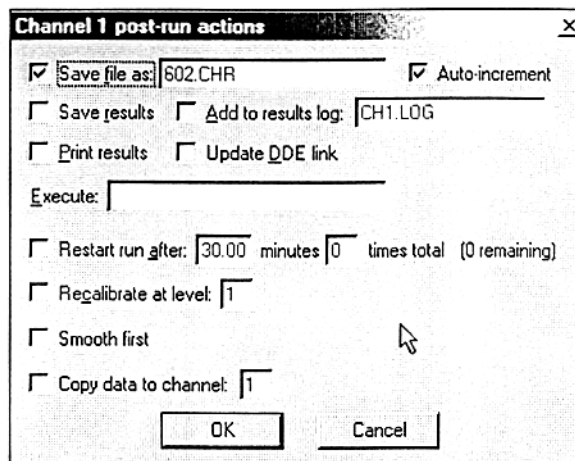 Channel 1 post-run actions
Save file as: 602.CHR Auto-increment
Save results Add to results log: CH1.LOG
Print results Update DDE link
Execute:
Restart run after: 30.00 minutes 0 times total (0 remaining)
Recalibrate at level: 1
Smooth first
Copy data to channel: 1
OK Cancel